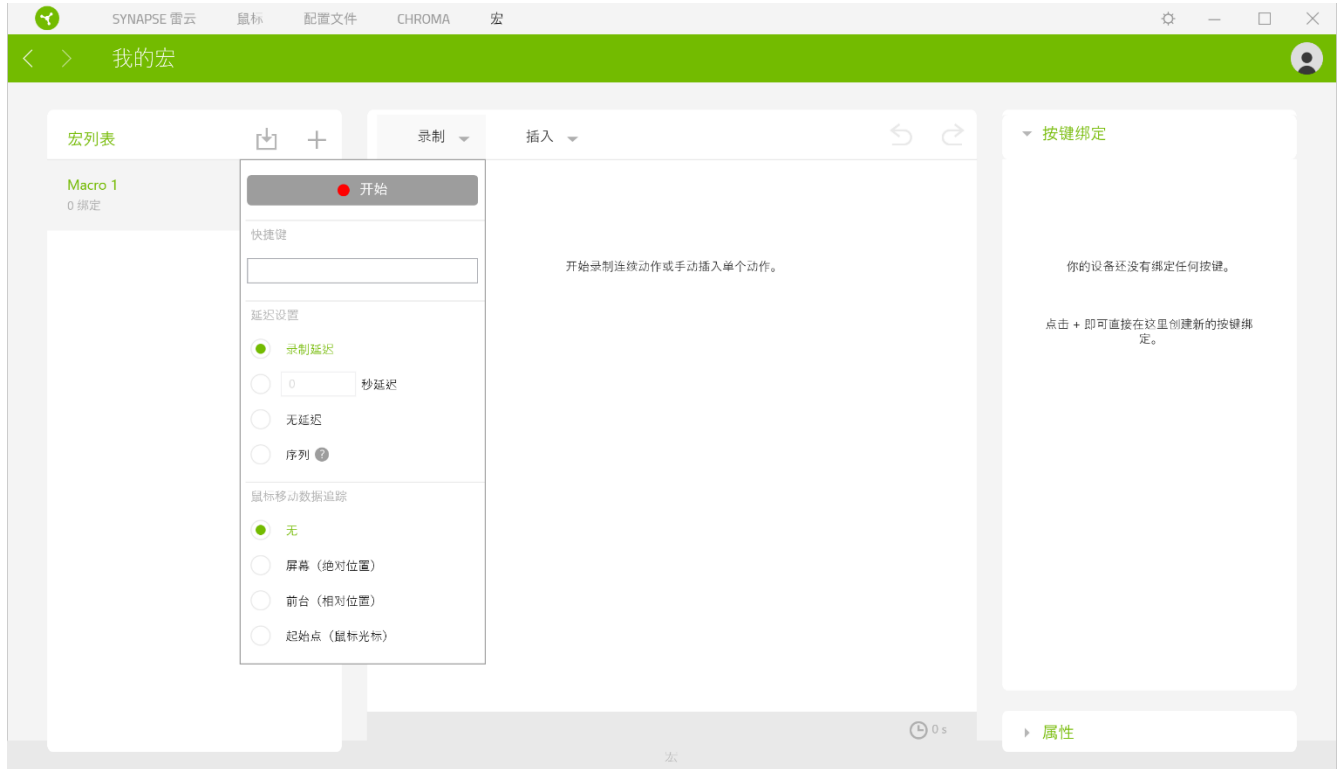 SYNAPSE 雷云 鼠标 配置文件 CHROMA 宏
我的宏
宏列表
Macro 1
0 绑定
录制
插入
开始
快捷键
延迟设置
录制延迟
0 秒延迟
无延迟
序列 ?
鼠标移动数据追踪
无
屏幕（绝对位置）
前台（相对位置）
起始点（鼠标光标）
开始录制连续动作或手动插入单个动作。
0 s
按键绑定
你的设备还没有绑定任何按键。
点击 + 即可直接在这里创建新的按键绑
定。
属性
宏